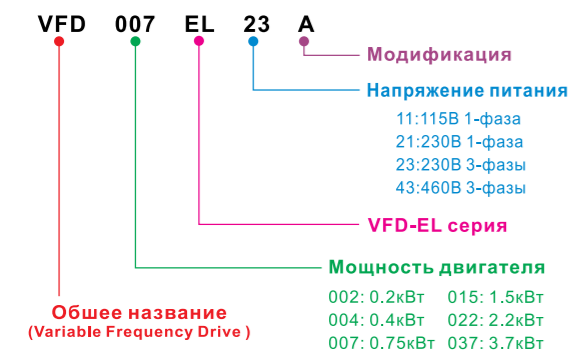 VFD 007 EL 23 A
Модификация
Напряжение питания
11:115В 1-фаза
21:230В 1-фаза
23:230В 3-фазы
43:460В 3-фазы
VFD-EL серия
Мощность двигателя
002: 0.2кВт 015: 1.5кВт
004: 0.4кВт 022: 2.2кВт
007: 0.75кВт 037: 3.7кВт
Обшее название
(Variable Frequency Drive )